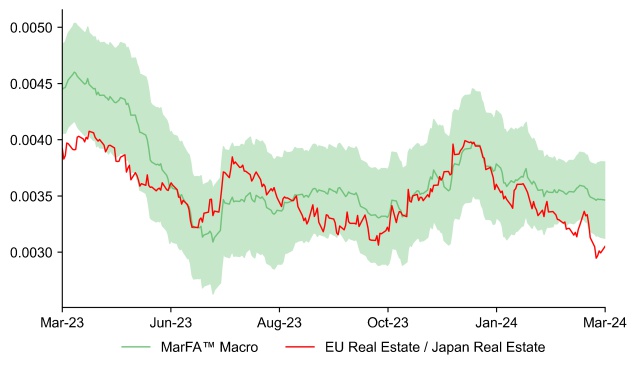 0.0050
0.0045
0.0040
0.0035
0.0030
Mar-23 Jun-23 Aug-23 Oct-23 Jan-24 Mar-24
MarFA™ Macro EU Real Estate / Japan Real Estate